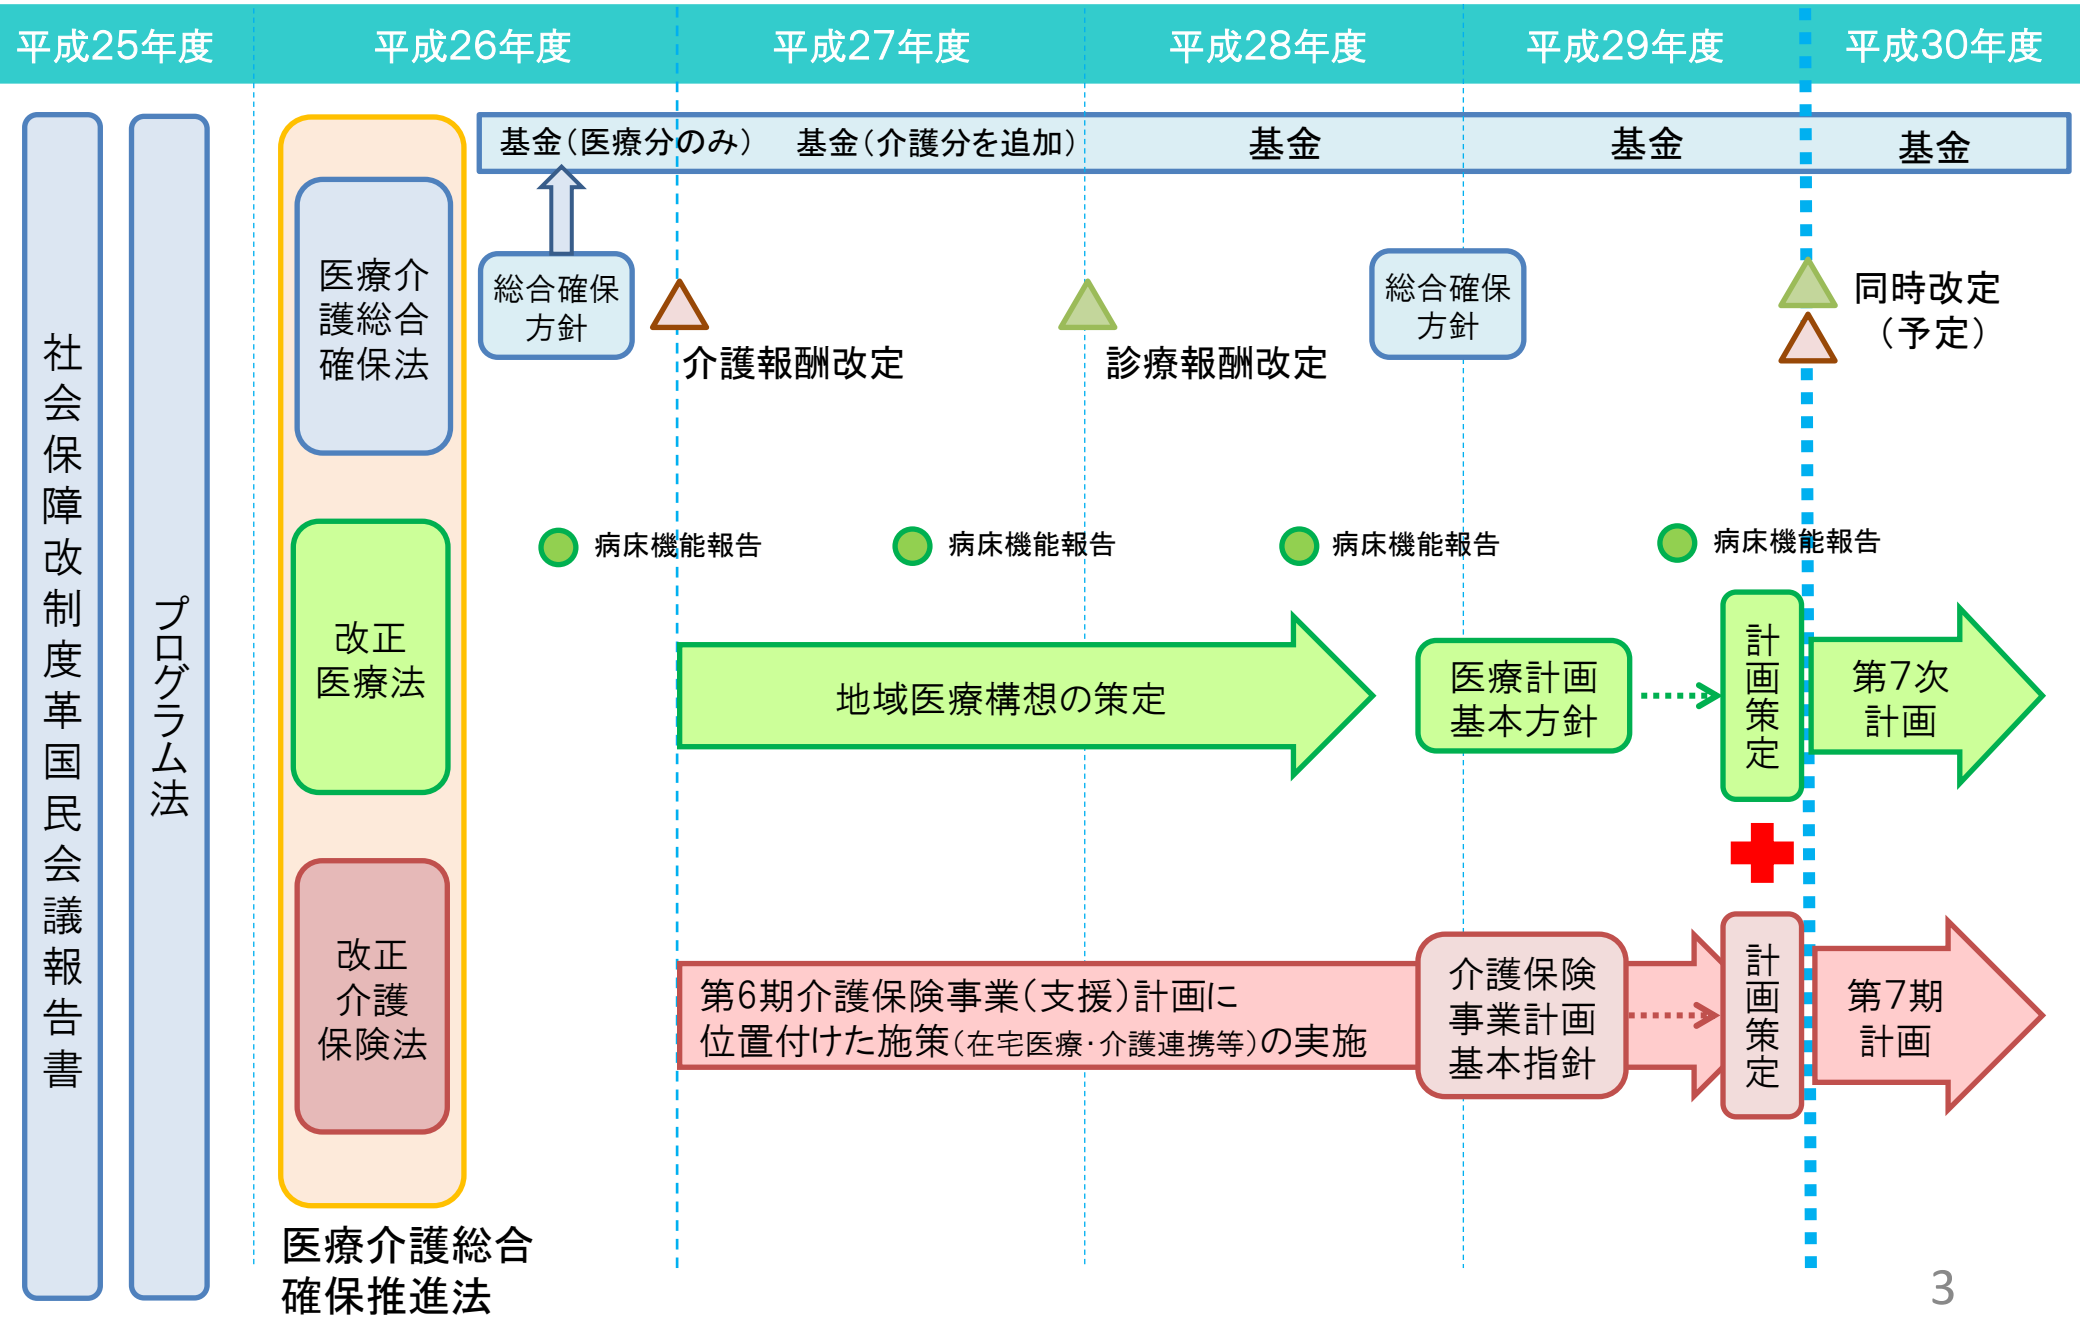 平成25年度
平成26年度
平成27年度
平成28年度
平成29年度
平成30年度
社会保障改制度革国民会議報告書
プログラム法
基金(医療分のみ)
基金(介護分を追加)
基金
基金
基金
医療介
護総合
確保法
総合確保
方針
介護報酬改定
診療報酬改定
総合確保
方針
同時改定
(予定)
病床機能報告
病床機能報告
病床機能報告
病床機能報告
改正
医療法
地域医療構想の策定
医療計画
基本方針
計画策定
第7次
計画
改正
介護
保険法
第6期介護保険事業(支援)計画に
位置付けた施策(在宅医療・介護連携等)の実施
介護保険
事業計画
基本指針
計画策定
第7期
計画
医療介護総合
確保推進法
3